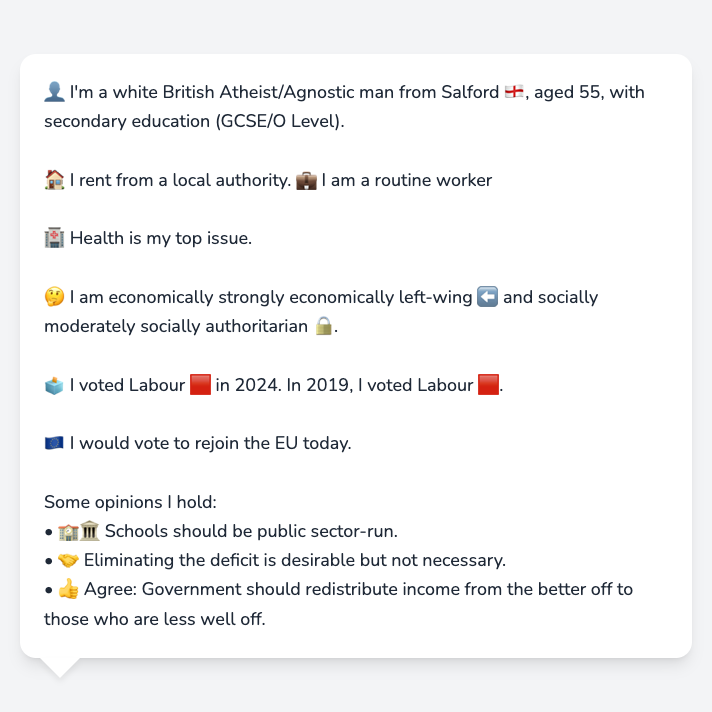 👤 I'm a white British Atheist/Agnostic man from Salford 🏴󠁧󠁢󠁥󠁮󠁧󠁿, aged 55, with
secondary education (GCSE/O Level).
🏠 I rent from a local authority. 💼 I am a routine worker
🏥 Health is my top issue.
🤔 I am economically strongly economically left-wing ⬅️ and socially
moderately socially authoritarian 🔒.
🗳️ I voted Labour 🟥 in 2024. In 2019, I voted Labour 🟥.
🇪🇺 I would vote to rejoin the EU today.
Some opinions I hold:
• 🏫🏛️ Schools should be public sector-run.
• 🤝 Eliminating the deficit is desirable but not necessary.
• 👍 Agree: Government should redistribute income from the better off to
those who are less well off.